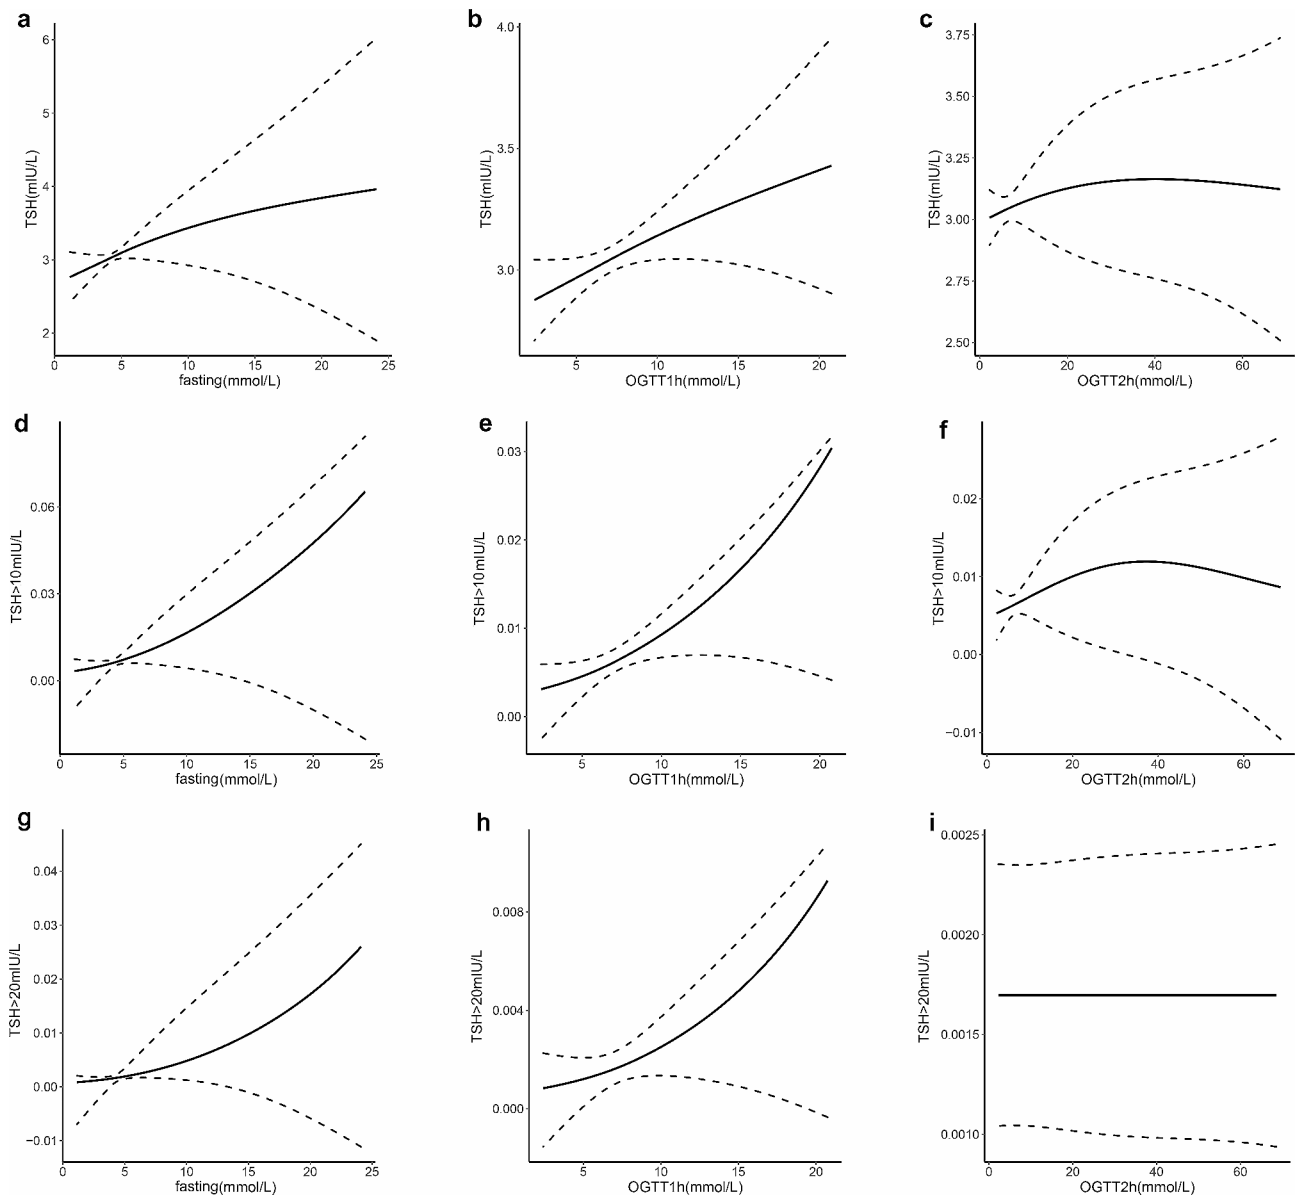 a
6
5
4
3
2
TSH(mIU/L)
0
5
10
15
20
25
fasting(mmol/L)
b
4.0
3.5
3.0
TSH(mIU/L)
5
10
15
20
OGTT1h(mmol/L)
c
3.75
3.50
3.25
3.00
2.75
2.50
TSH(mIU/L)
0
20
40
60
OGTT2h(mmol/L)
d
0.06
0.03
0.00
TSH>10mIU/L
0
5
10
15
20
25
fasting(mmol/L)
e
0.03
0.02
0.01
0.00
TSH>10mIU/L
5
10
15
20
OGTT1h(mmol/L)
f
0.02
0.01
0.00
−0.01
TSH>10mIU/L
0
20
40
60
OGTT2h(mmol/L)
g
0.04
0.03
0.02
0.01
0.00
−0.01
TSH>20mIU/L
0
5
10
15
20
25
fasting(mmol/L)
h
0.008
0.004
0.000
TSH>20mIU/L
5
10
15
20
OGTT1h(mmol/L)
i
0.0025
0.0020
0.0015
0.0010
TSH>20mIU/L
0
20
40
60
OGTT2h(mmol/L)